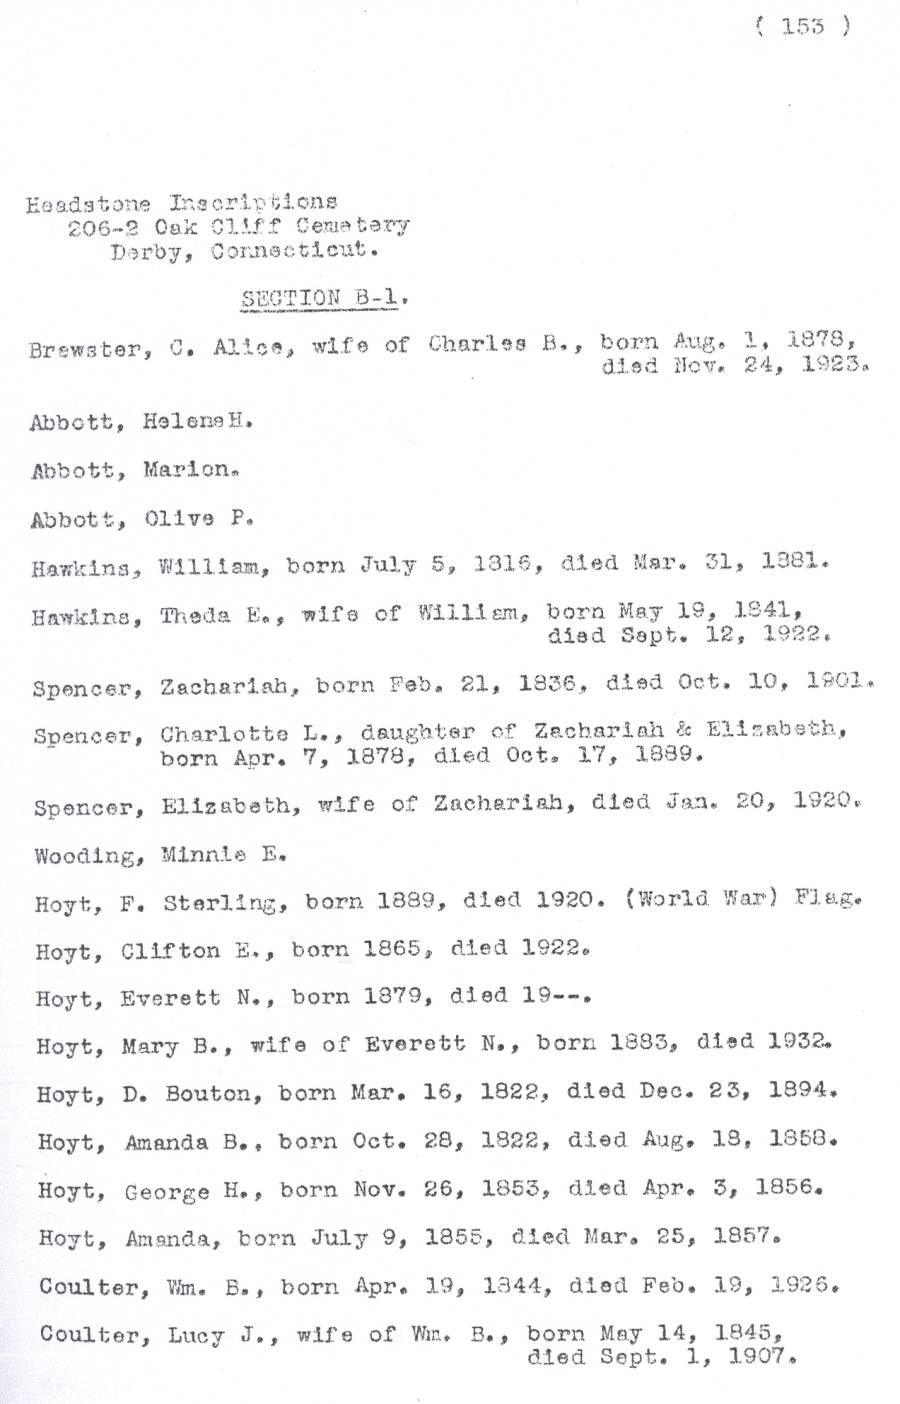 ( 153 )
Headstone Inscriptions
206-2 Oak Cliff Cemetery
Derby, Connecticut.
SECTION B-1.
Brewster, C. Alice, wife of Charles B., born Aug. 1, 1878,
died Nov. 24, 1923.
Abbott, Helene H.
Abbott, Marion.
Abbott, Olive P.
Hawkins, William, born July 5, 1816, died Mar. 31, 1881.
Hawkins, Theda E., wife of William, born May 19, 1841,
died Sept. 12, 1922.
Spencer, Zachariah, born Feb. 21, 1836, died Oct. 10, 1901.
Spencer, Charlotte L., daughter of Zachariah & Elizabeth,
born Apr. 7, 1878, died Oct. 17, 1889.
Spencer, Elizabeth, wife of Zachariah, died Jan. 20, 1920.
Wooding, Minnie E.
Hoyt, F. Sterling, born 1889, died 1920. (World War) Flag.
Hoyt, Clifton E., born 1865, died 1922.
Hoyt, Everett N., born 1879, died 19--.
Hoyt, Mary B., wife of Everett N., born 1883, died 1932.
Hoyt, D. Bouton, born Mar. 16, 1822, died Dec. 23, 1894.
Hoyt, Amanda B., born Oct. 28, 1822, died Aug. 18, 1858.
Hoyt, George H., born Nov. 26, 1853, died Apr. 3, 1856.
Hoyt, Amanda, born July 9, 1855, died Mar. 25, 1857.
Coulter, Wm. B., born Apr. 19, 1844, died Feb. 19, 1926.
Coulter, Lucy J., wife of Wm. B., born May 14, 1845,
died Sept. 1, 1907.